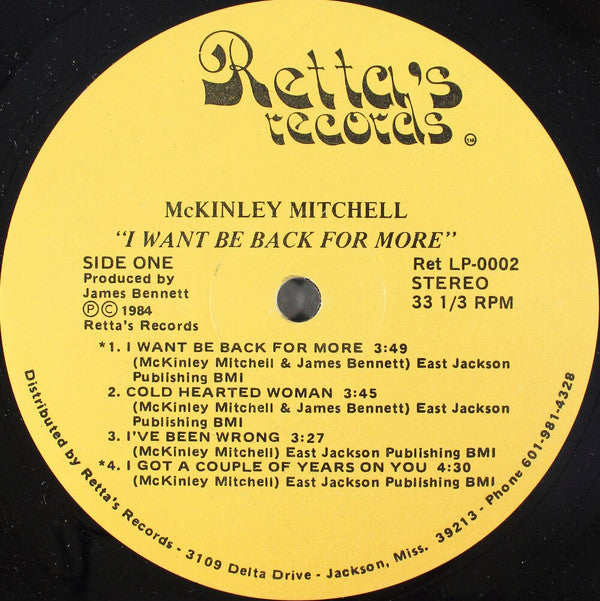 Retta's
records TM
McKINLEY MITCHELL
"I WANT BE BACK FOR MORE"
SIDE ONE
Produced by
James Bennett
Ⓟ © 1984
Retta's Records
Ret LP-0002
STEREO
33 1/3 RPM
*1. I WANT BE BACK FOR MORE 3:49
(McKinley Mitchell & James Bennett) East Jackson
Publishing BMI
2. COLD HEARTED WOMAN 3:45
(McKinley Mitchell & James Bennett) East Jackson
Publishing BMI
3. I'VE BEEN WRONG 3:27
(McKinley Mitchell) East Jackson Publishing BMI
*4. I GOT A COUPLE OF YEARS ON YOU 4:30
(McKinley Mitchell) East Jackson Publishing BMI
Distributed by Retta's Records - 3109 Delta Drive - Jackson, Miss. 39213 - Phone 601-981-4328